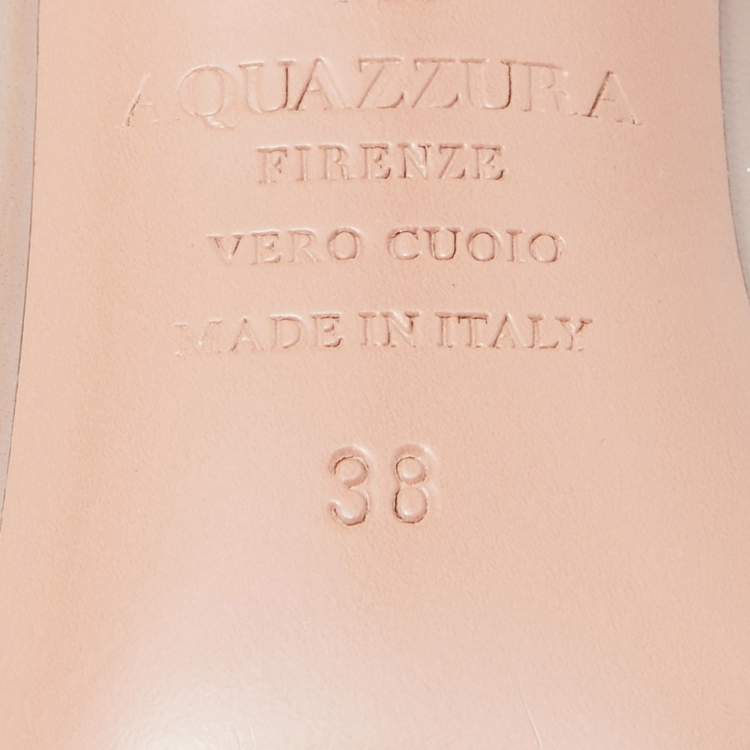 AQUAZZURA
FIRENZE
VERO CUOIO
MADE IN ITALY
38